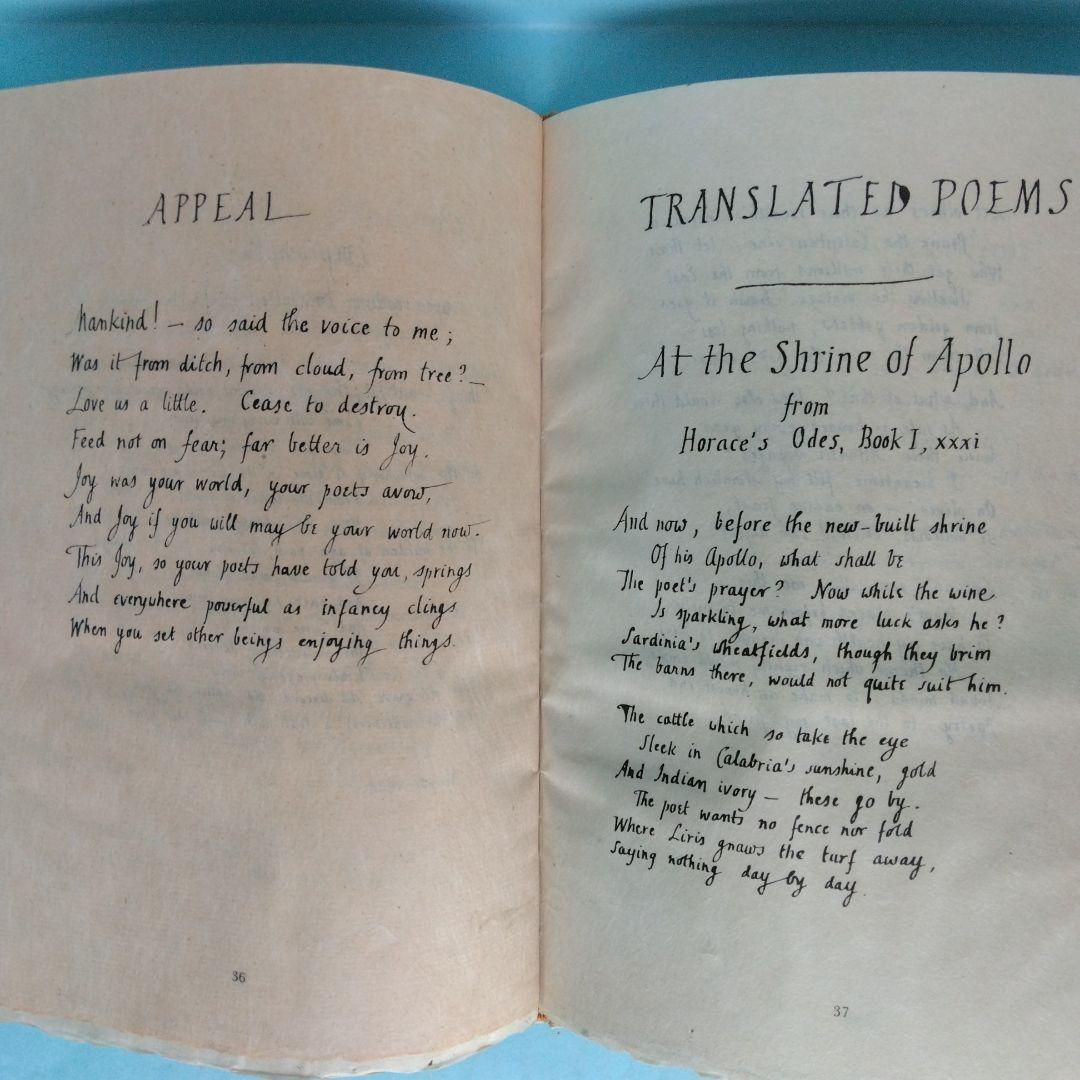 APPEAL
Mankind! — so said the voice to me;
Was it from ditch, from cloud, from tree? —
Love us a little. Cease to destroy.
Feed not on fear; far better is Joy.
Joy was your world, your poets avow,
And Joy if you will may be your world now.
This Joy, so your poets have told you, springs
And everywhere powerful as infancy clings
When you set other beings enjoying things.
36
TRANSLATED POEMS
At the Shrine of Apollo
from
Horace's Odes, Book I, xxxi
And now, before the new-built shrine
Of his Apollo, what shall be
The poet's prayer? Now while the wine
Is sparkling, what more luck asks he?
Sardinia's wheatfields, though they brim
The barns there, would not quite suit him.
The cattle which so take the eye
Sleek in Calabria's sunshine, gold
And Indian ivory — these go by.
The poet wants no fence nor fold
Where Liris gnaws the turf away,
Saying nothing day by day.
37